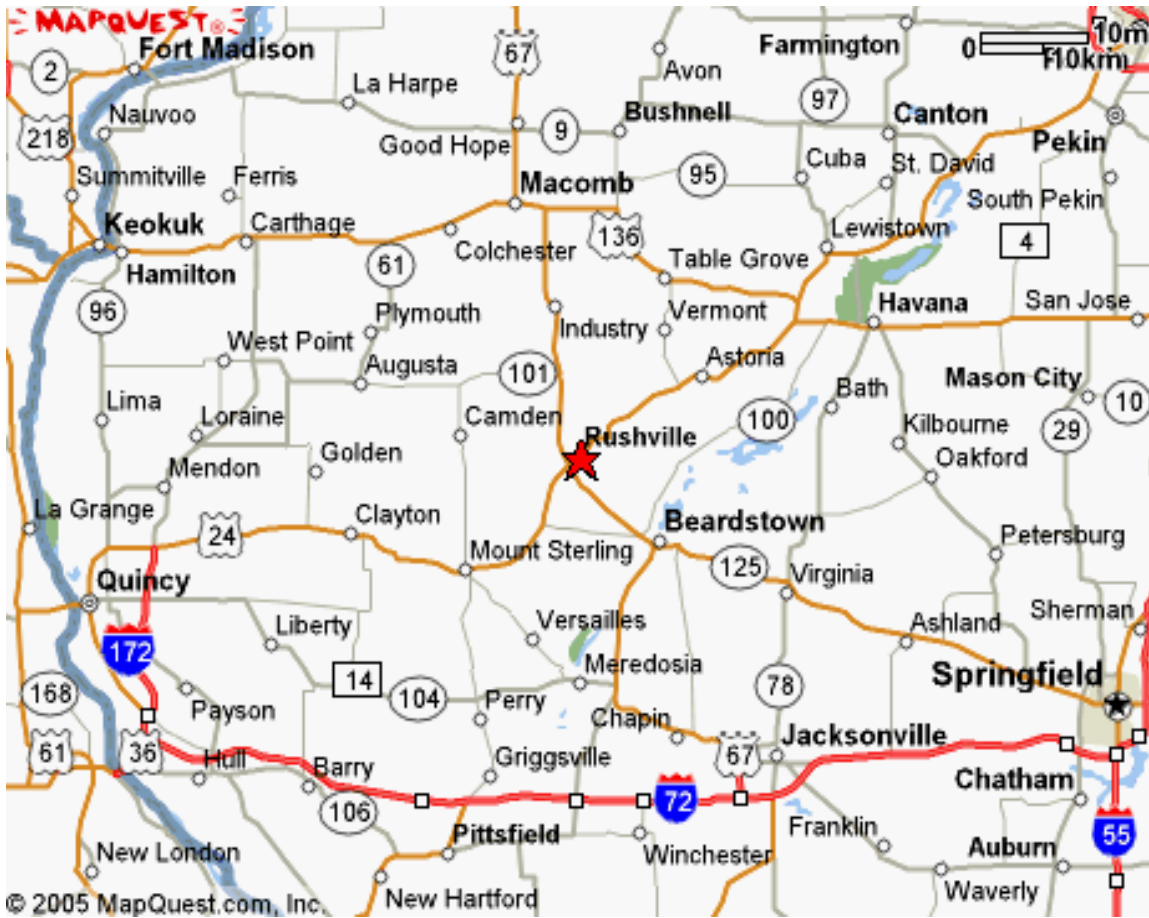 MAPQUEST®
Fort Madison
67
Farmington
0
10m
10km
2
La Harpe
Avon
97
Nauvoo
9
Bushnell
Canton
218
Good Hope
Pekin
Summitville
Ferris
Macomb
95
Cuba
St. David
South Pekin
Keokuk
Carthage
Colchester
136
Lewistown
4
Hamilton
61
Table Grove
96
Plymouth
Industry
Vermont
Havana
San Jose
West Point
Augusta
101
Astoria
Mason City
Lima
Loraine
Camden
100
Bath
10
Kilbourne
29
Rushville
Golden
Mendon
Oakford
La Grange
24
Clayton
Beardstown
Petersburg
Mount Sterling
125
Quincy
Virginia
Versailles
Ashland
Sherman
172
Liberty
Meredosia
Springfield
14
104
78
168
Payson
Perry
Chapin
61
36
67
Jacksonville
Hull
Barry
Griggsville
Chatham
72
106
Pittsfield
Franklin
55
New London
Winchester
Auburn
New Hartford
Waverly
© 2005 MapQuest.com, Inc.